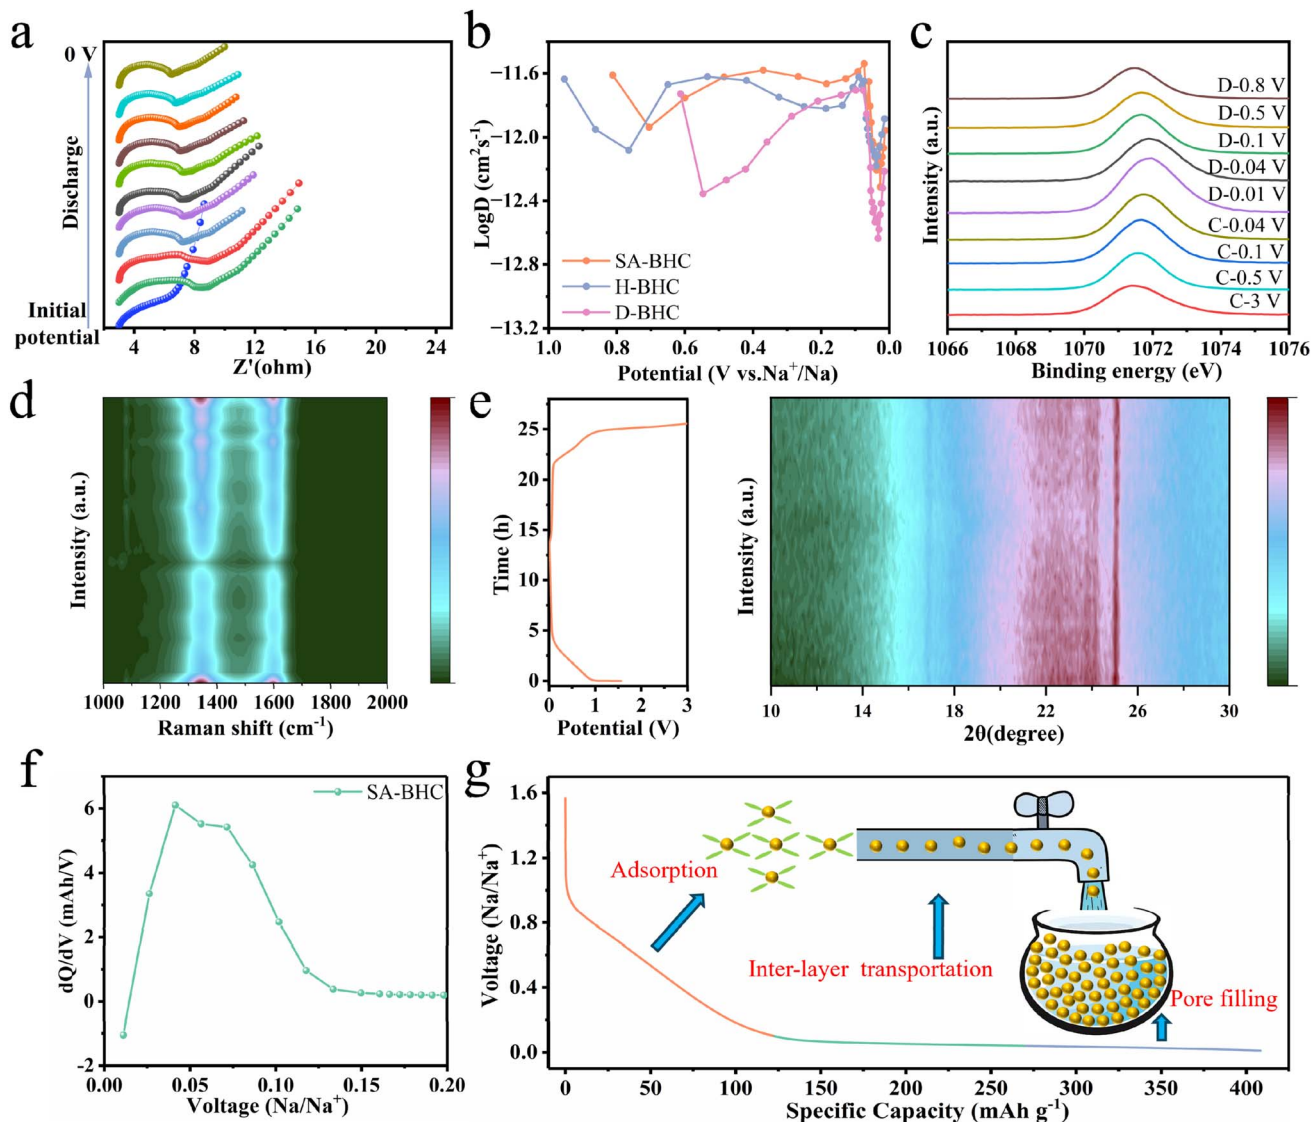 a
0 V
Discharge
Initial
potential
4 8 12 16 20 24
Z'(ohm)
b
LogD (cm²s⁻¹)
−11.6
−12.0
−12.4
−12.8
−13.2
SA-BHC
H-BHC
D-BHC
1.0 0.8 0.6 0.4 0.2 0.0
Potential (V vs.Na⁺/Na)
c
Intensity (a.u.)
D-0.8 V
D-0.5 V
D-0.1 V
D-0.04 V
D-0.01 V
C-0.04 V
C-0.1 V
C-0.5 V
C-3 V
1066 1068 1070 1072 1074 1076
Binding energy (eV)
d
Intensity (a.u.)
1000 1200 1400 1600 1800 2000
Raman shift (cm⁻¹)
e
Time (h)
25
20
15
10
5
0
0 1 2 3
Potential (V)
Intensity (a.u.)
10 14 18 22 26 30
2θ(degree)
f
dQ/dV (mAh/V)
6
4
2
0
-2
SA-BHC
0.00 0.05 0.10 0.15 0.20
Voltage (Na/Na⁺)
g
Voltage (Na/Na⁺)
1.6
1.2
0.8
0.4
0.0
Adsorption
Inter-layer transportation
Pore filling
0 50 100 150 200 250 300 350 400
Specific Capacity (mAh g⁻¹)